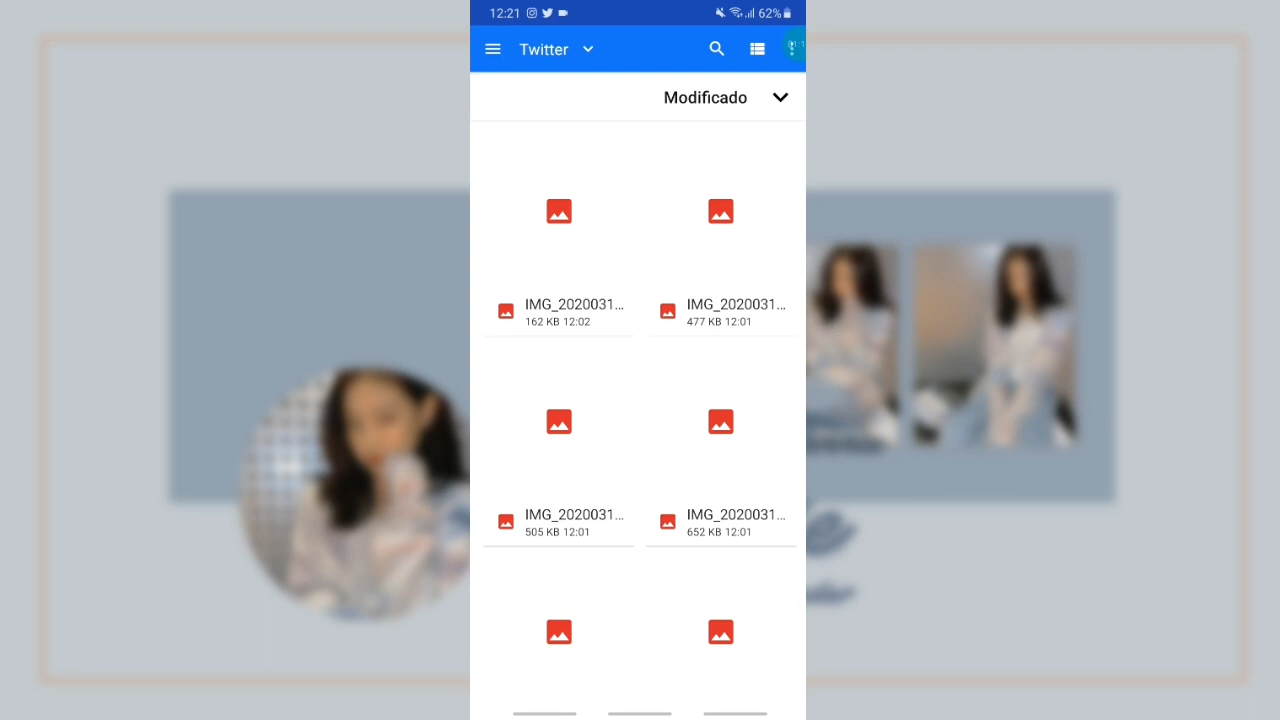 12:21
62%
Twitter
Modificado
IMG_2020031... IMG_2020031...
162 KB 12:02 477 KB 12:01
IMG_2020031... IMG_2020031...
505 KB 12:01 652 KB 12:01